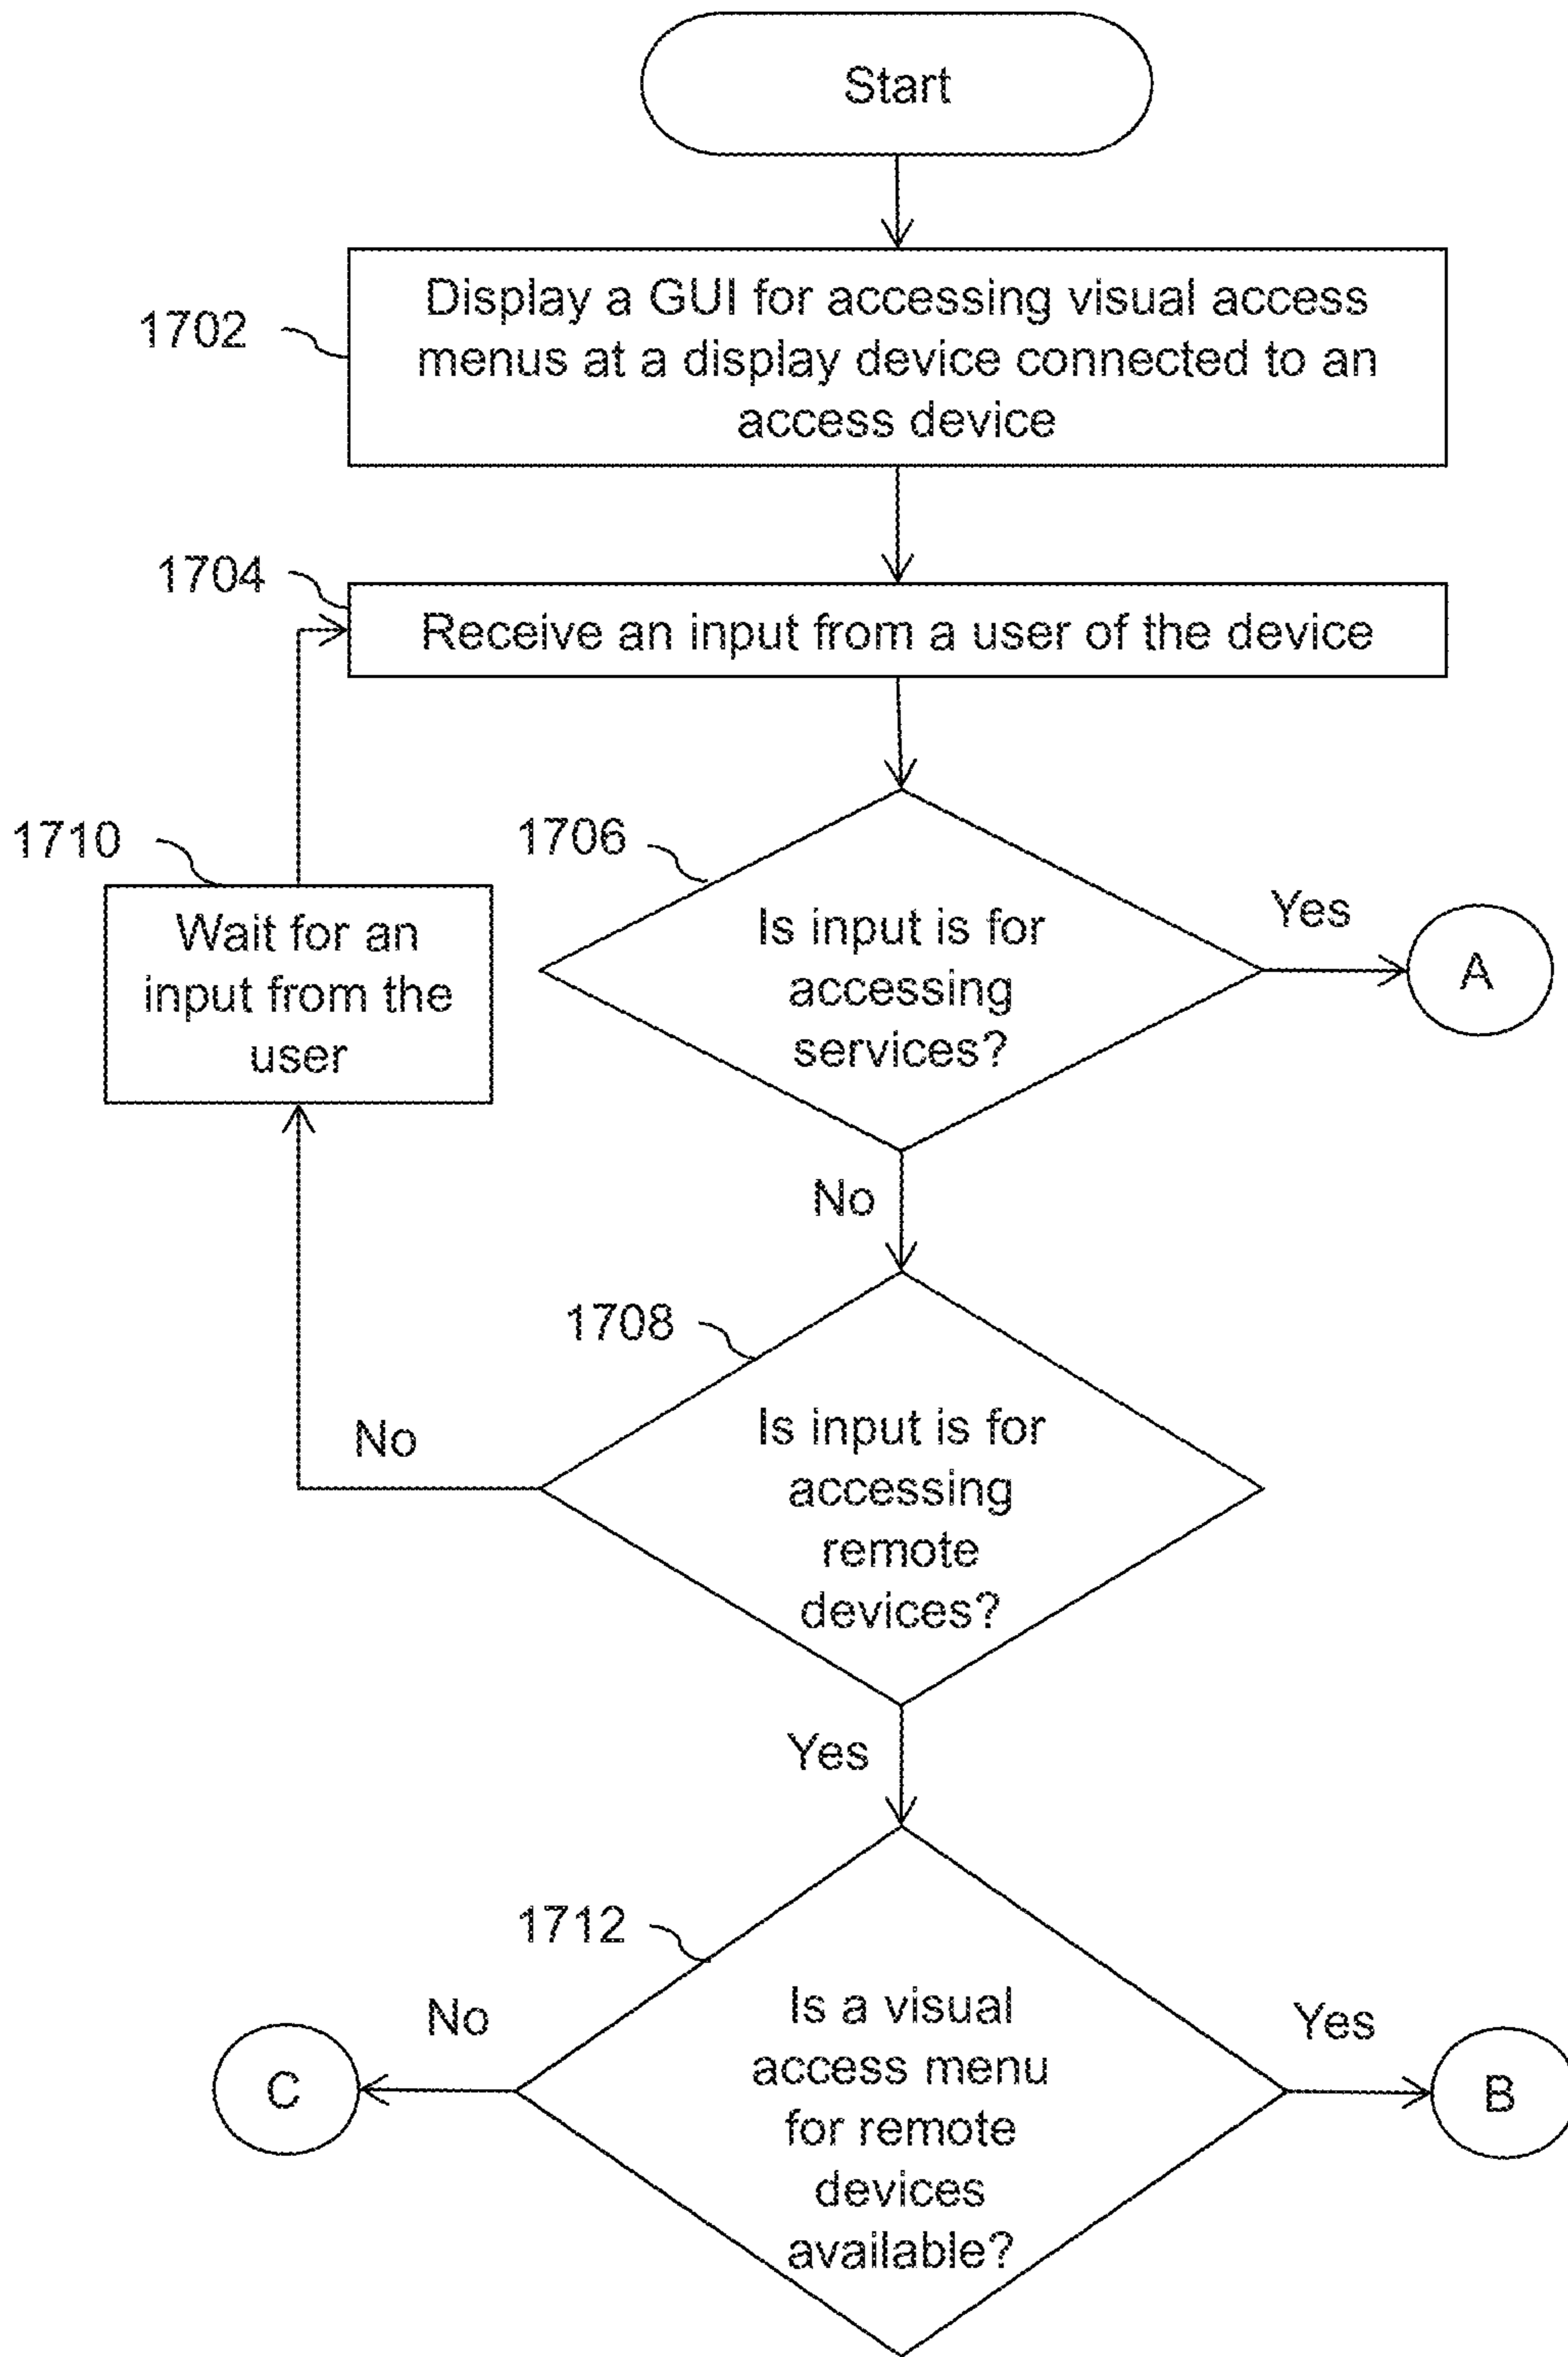 Start
1702
Display a GUI for accessing visual access
menus at a display device connected to an
access device
1704
Receive an input from a user of the device
1710
Wait for an
input from the
user
1706
Is input is for
accessing
services?
Yes
A
No
1708
Is input is for
accessing
remote
devices?
No
Yes
1712
Is a visual
access menu
for remote
devices
available?
No
C
Yes
B